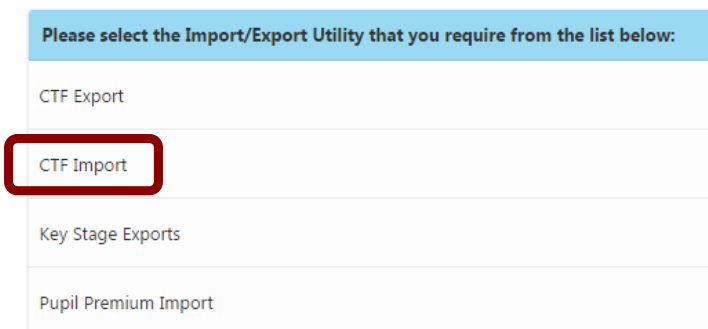 Please select the Import/Export Utility that you require from the list below:
CTF Export
CTF Import
Key Stage Exports
Pupil Premium Import